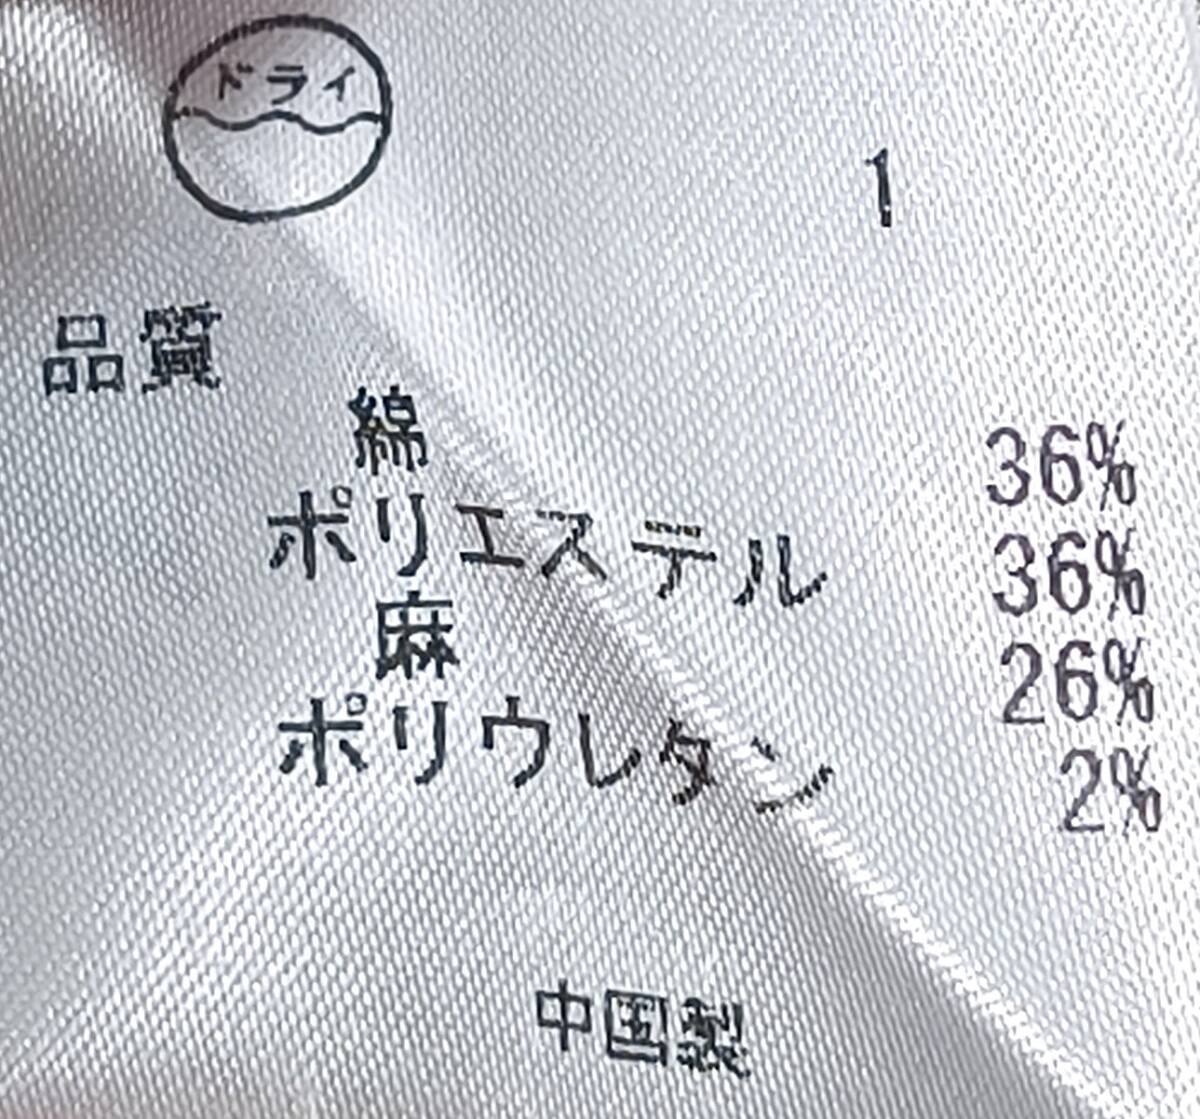 ドライ
1
品質
綿 36%
ポリエステル 36%
麻 26%
ポリウレタン 2%
中国製